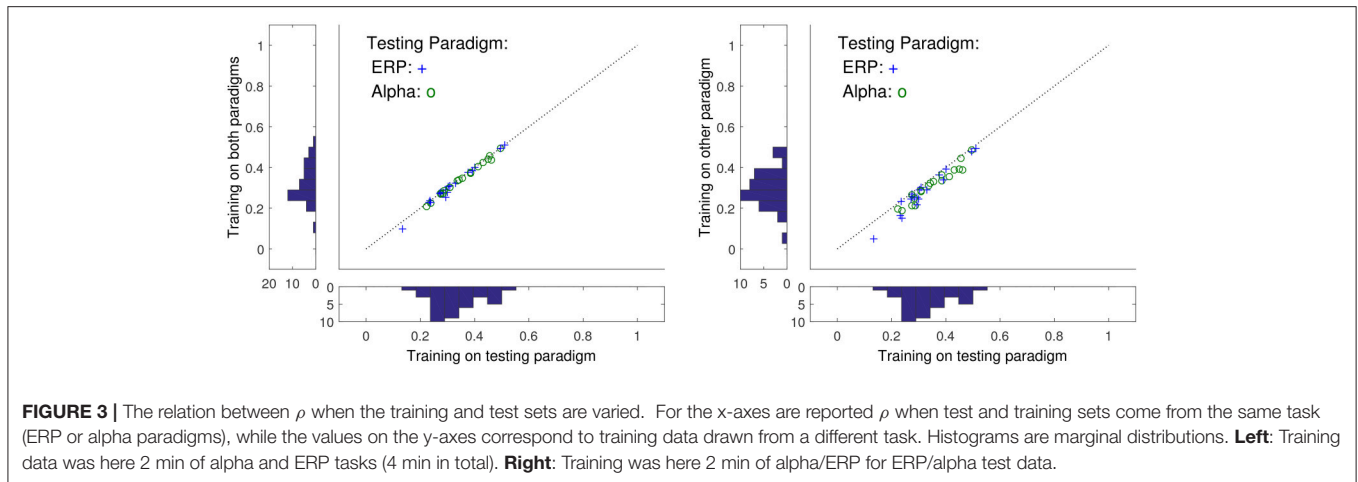 Testing Paradigm:
ERP: +
Alpha: o
Training on both paradigms
1
0.8
0.6
0.4
0.2
0
20 10 0
0
5
10
0 0.2 0.4 0.6 0.8 1
Training on testing paradigm
Testing Paradigm:
ERP: +
Alpha: o
Training on other paradigm
1
0.8
0.6
0.4
0.2
0
10 5 0
0
5
10
0 0.2 0.4 0.6 0.8 1
Training on testing paradigm
FIGURE 3 | The relation between ρ when the training and test sets are varied. For the x-axes are reported ρ when test and training sets come from the same task
(ERP or alpha paradigms), while the values on the y-axes correspond to training data drawn from a different task. Histograms are marginal distributions. Left: Training
data was here 2 min of alpha and ERP tasks (4 min in total). Right: Training was here 2 min of alpha/ERP for ERP/alpha test data.